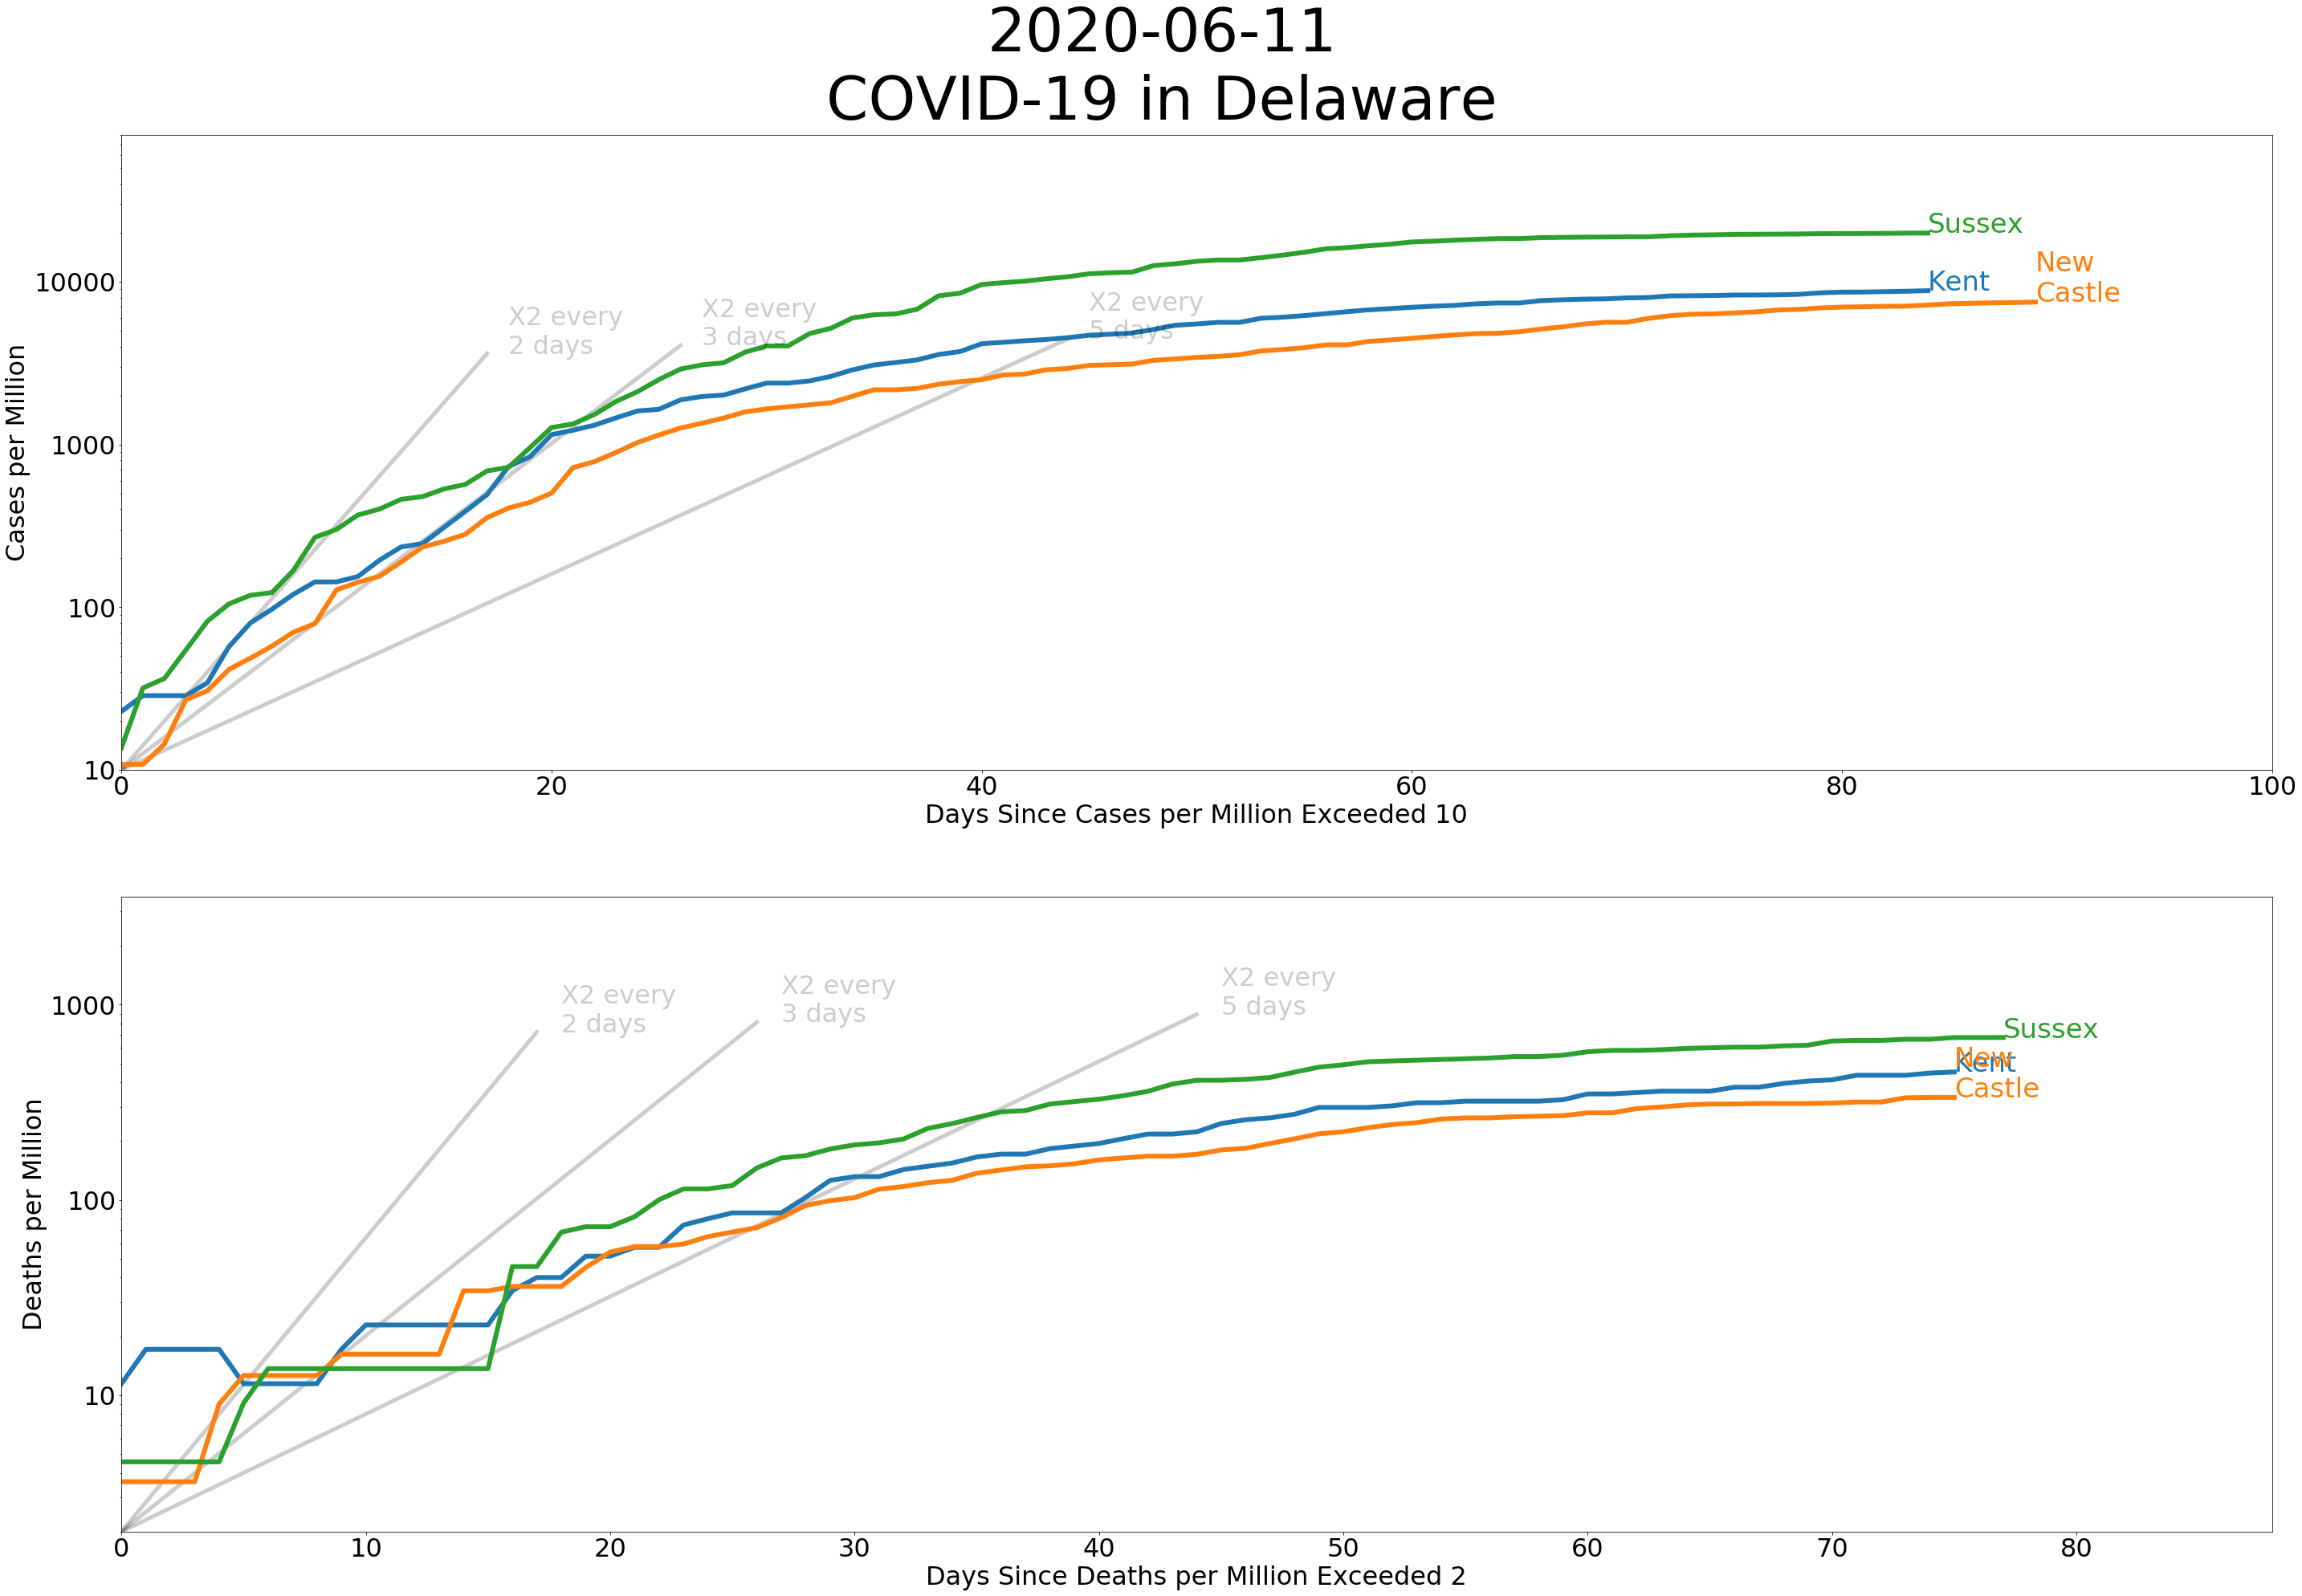 2020-06-11
COVID-19 in Delaware
Cases per Million
10000
1000
100
10
X2 every
2 days
X2 every
3 days
X2 every
5 days
Sussex
Kent
New
Castle
0
20
40
60
80
100
Days Since Cases per Million Exceeded 10
Deaths per Million
1000
100
10
X2 every
2 days
X2 every
3 days
X2 every
5 days
Sussex
Kent
New
Castle
0
10
20
30
40
50
60
70
80
Days Since Deaths per Million Exceeded 2